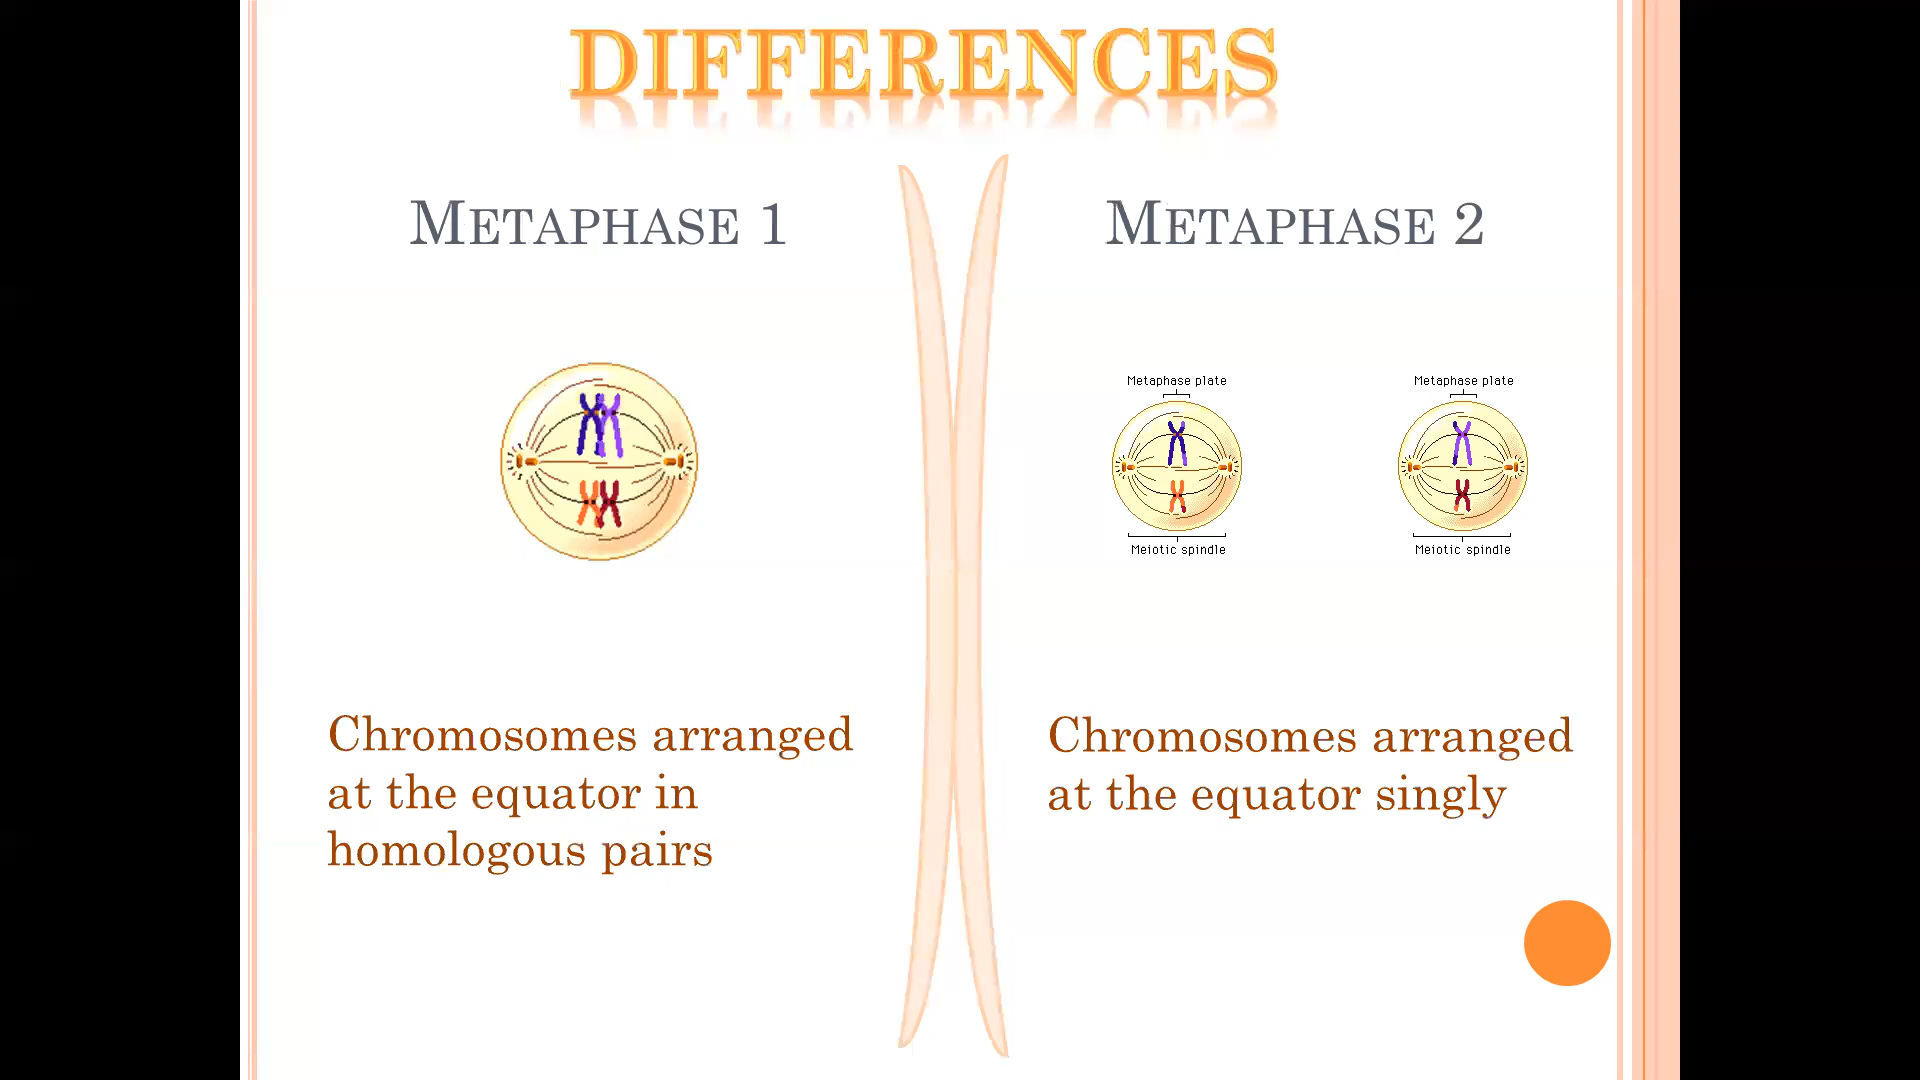 DIFFERENCES
METAPHASE 1
METAPHASE 2
Metaphase plate
Metaphase plate
Meiotic spindle
Meiotic spindle
Chromosomes arranged
at the equator in
homologous pairs
Chromosomes arranged
at the equator singly